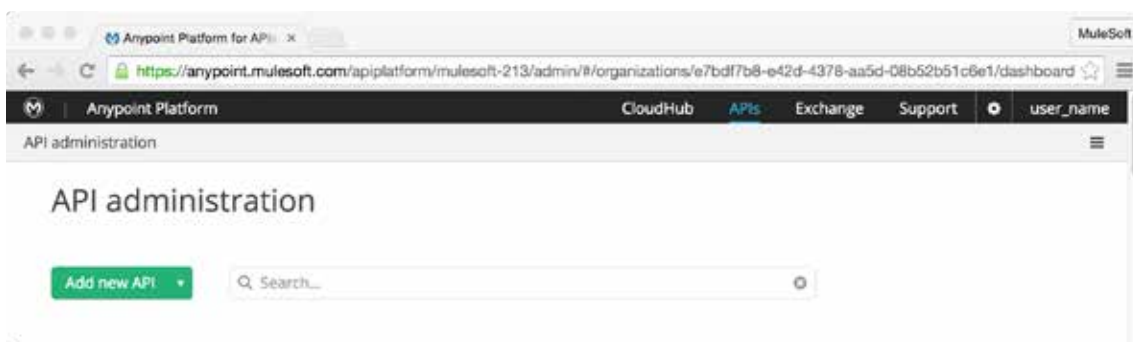 Anypoint Platform for APIs ×
MuleSoft
https://anypoint.mulesoft.com/apiplatform/mulesoft-213/admin/#/organizations/e7bdf7b8-e42d-4378-aa5d-08b52b51c6e1/dashboard
Anypoint Platform CloudHub APIs Exchange Support user_name
API administration
API administration
Add new API Search...